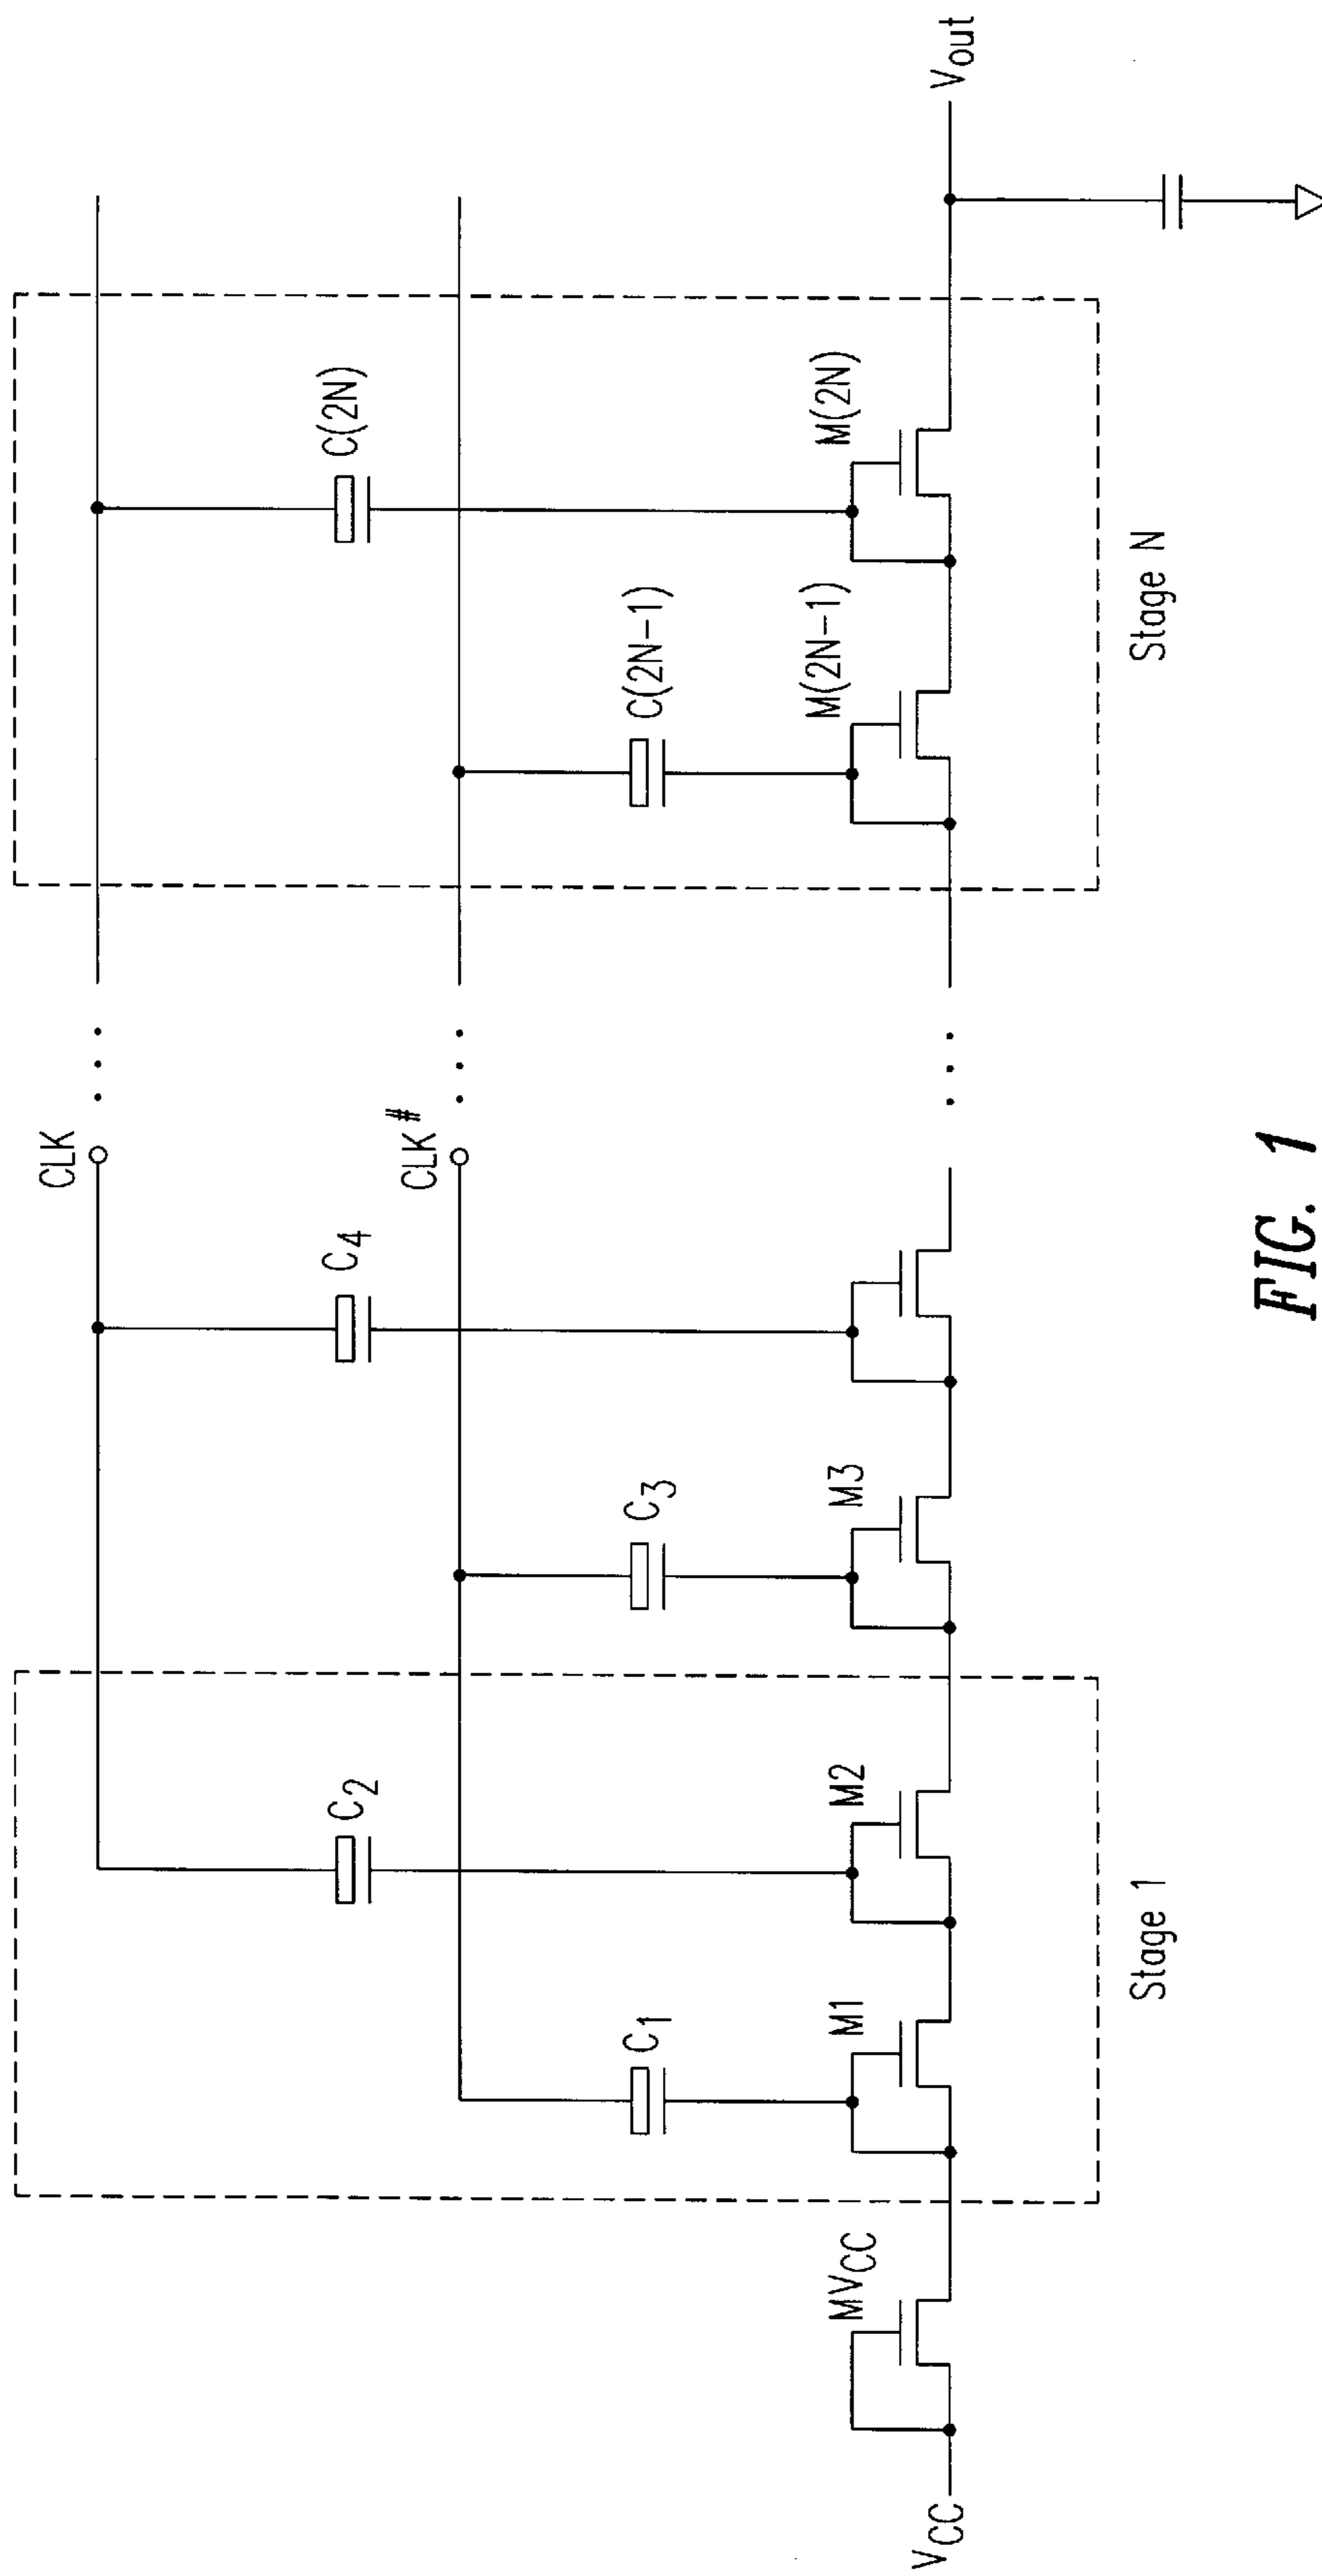 CLK
CLK#
C2
C4
C(2N)
C1
C3
C(2N-1)
MVCC
M1
M2
M3
M(2N-1)
M(2N)
VCC
Vout
Stage 1
Stage N
FIG. 1